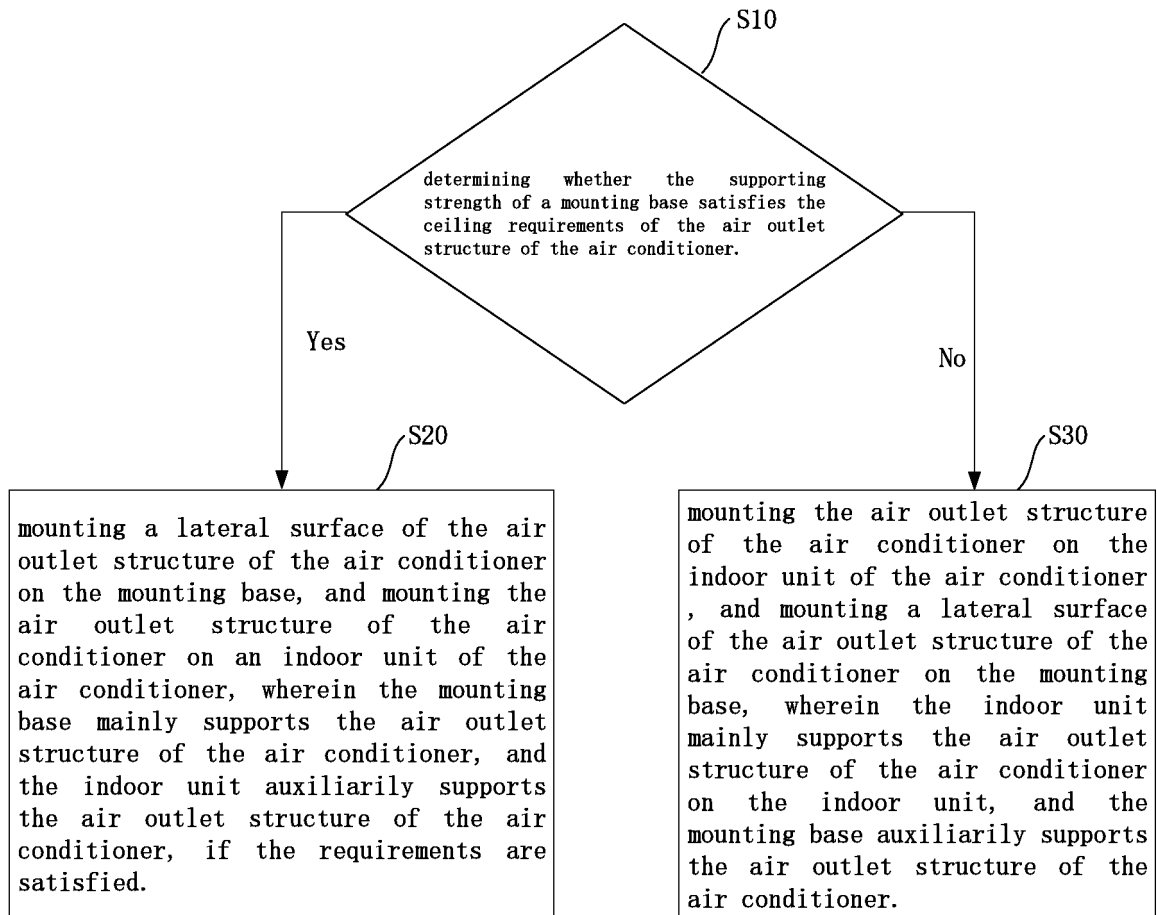 S10
determining whether the supporting
strength of a mounting base satisfies the
ceiling requirements of the air outlet
structure of the air conditioner.
Yes
No
S20
mounting a lateral surface of the air
outlet structure of the air conditioner
on the mounting base, and mounting the
air outlet structure of the air
conditioner on an indoor unit of the
air conditioner, wherein the mounting
base mainly supports the air outlet
structure of the air conditioner, and
the indoor unit auxiliarily supports
the air outlet structure of the air
conditioner, if the requirements are
satisfied.
S30
mounting the air outlet structure
of the air conditioner on the
indoor unit of the air conditioner
, and mounting a lateral surface
of the air outlet structure of the
air conditioner on the mounting
base, wherein the indoor unit
mainly supports the air outlet
structure of the air conditioner
on the indoor unit, and the
mounting base auxiliarily supports
the air outlet structure of the
air conditioner.